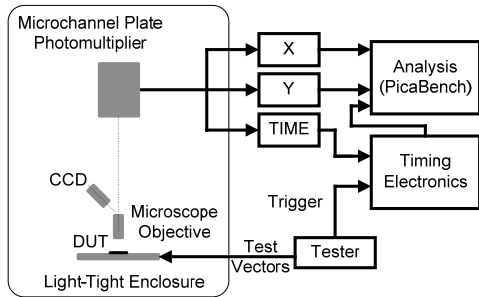 Microchannel Plate
Photomultiplier
X
Y
TIME
Analysis
(PicaBench)
Timing
Electronics
Trigger
CCD
Microscope
Objective
DUT
Test
Vectors
Tester
Light-Tight Enclosure